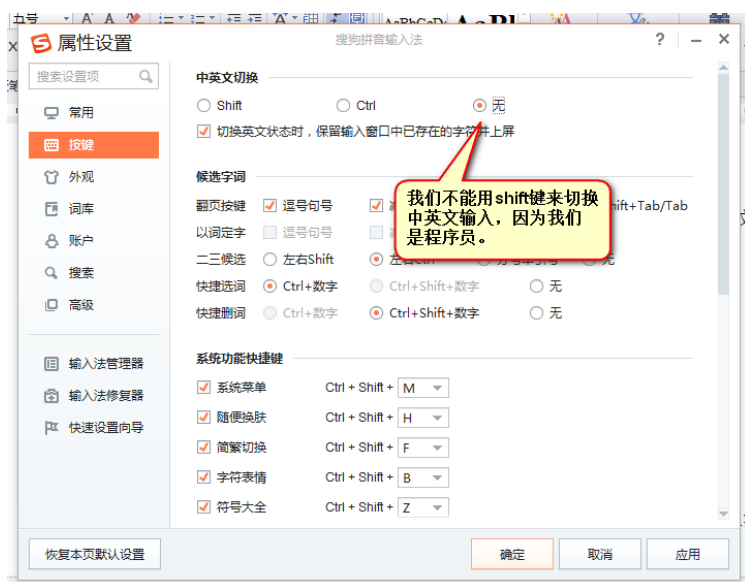 五号
属性设置
搜狗拼音输入法
搜索设置项
常用
按键
外观
词库
账户
搜索
高级
输入法管理器
输入法修复器
快速设置向导
中英文切换
Shift Ctrl 无
切换英文状态时，保留输入窗口中已存在的字符并上屏
我们不能用shift键来切换
中英文输入，因为我们
是程序员。
候选字词
翻页按键 逗号句号 Shift+Tab/Tab
以词定字 逗号句号
二三候选 左右Shift 左右Ctrl 无
快捷选词 Ctrl+数字 Ctrl+Shift+数字 无
快捷删词 Ctrl+数字 Ctrl+Shift+数字 无
系统功能快捷键
系统菜单 Ctrl + Shift + M
随便换肤 Ctrl + Shift + H
简繁切换 Ctrl + Shift + F
字符表情 Ctrl + Shift + B
符号大全 Ctrl + Shift + Z
恢复本页默认设置 确定 取消 应用